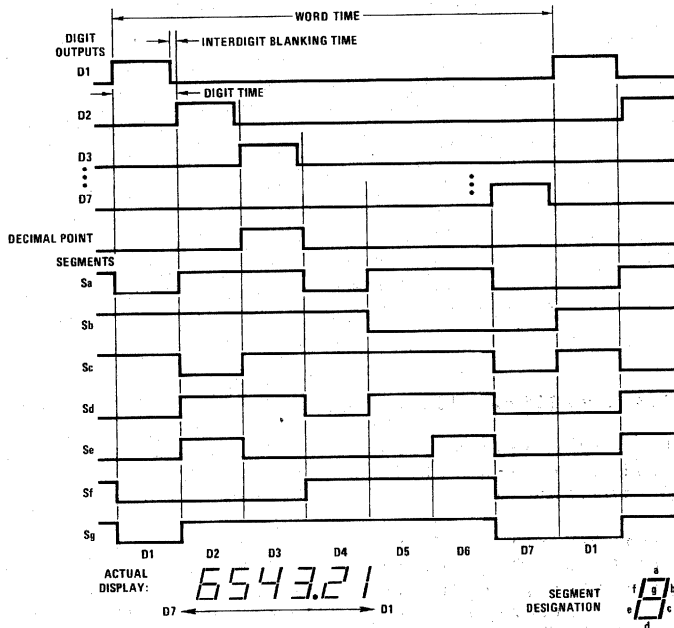 WORD TIME
DIGIT
OUTPUTS
INTERDIGIT BLANKING TIME
D1
DIGIT TIME
D2
D3
D7
DECIMAL POINT
SEGMENTS
Sa
Sb
Sc
Sd
Se
Sf
Sg
D1 D2 D3 D4 D5 D6 D7 D1
ACTUAL
DISPLAY:
6543.21
D7 D1
SEGMENT
DESIGNATION
a
f g b
e c
d